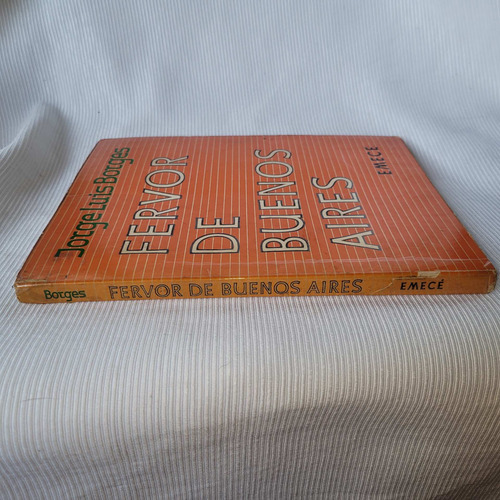 Jorge Luis Borges
FERVOR
DE
BUENOS
AIRES
EMECÉ
Borges FERVOR DE BUENOS AIRES EMECÉ